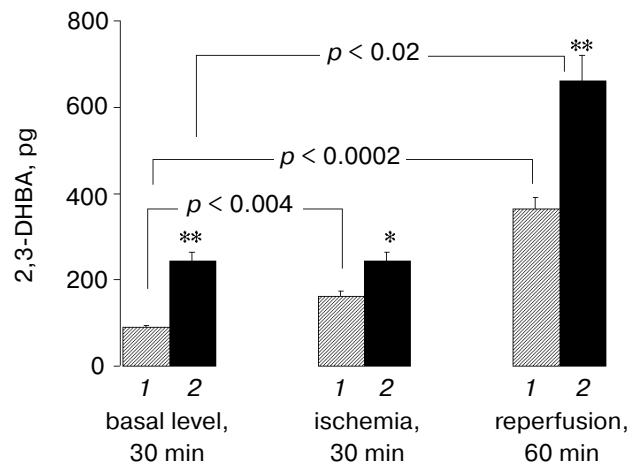 800
600
400
200
0
2,3-DHBA, pg
p < 0.02
p < 0.0002
p < 0.004
**
*
**
1 2 1 2 1 2
basal level, ischemia, reperfusion,
30 min 30 min 60 min